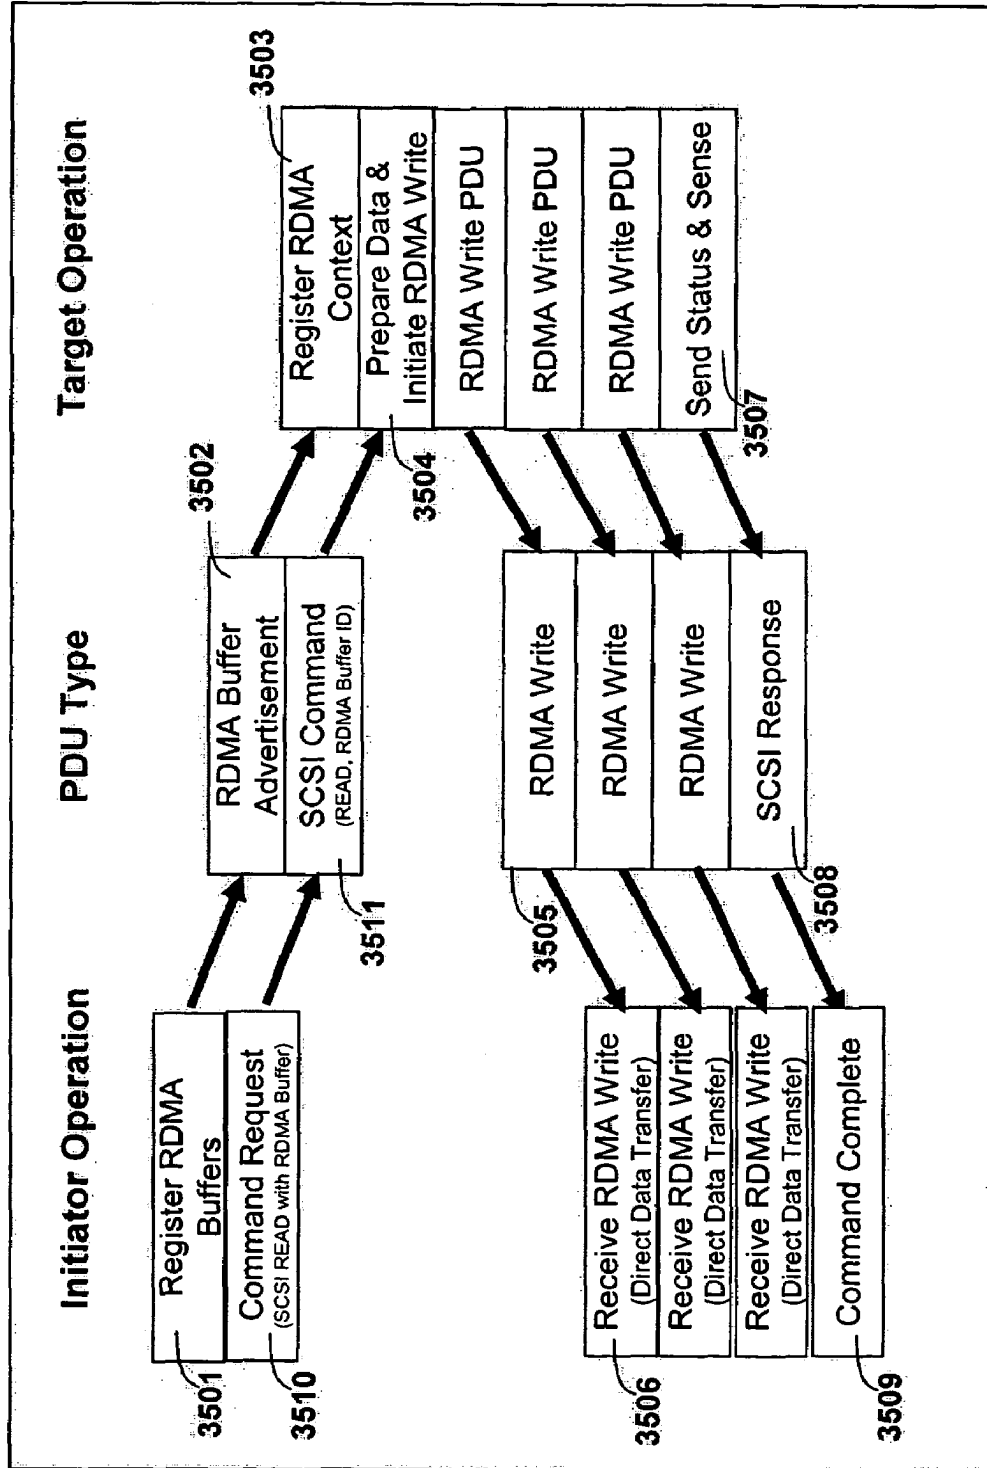 Initiator Operation
PDU Type
Target Operation
3501
Register RDMA
Buffers
3510
Command Request
(SCSI READ with RDMA Buffer)
3502
RDMA Buffer
Advertisement
SCSI Command
(READ, RDMA Buffer ID)
3511
3503
Register RDMA
Context
Prepare Data &
Initiate RDMA Write
3504
RDMA Write PDU
RDMA Write PDU
RDMA Write PDU
Send Status & Sense
3507
RDMA Write
3505
RDMA Write
RDMA Write
SCSI Response
3508
Receive RDMA Write
(Direct Data Transfer)
3506
Receive RDMA Write
(Direct Data Transfer)
Receive RDMA Write
(Direct Data Transfer)
Command Complete
3509